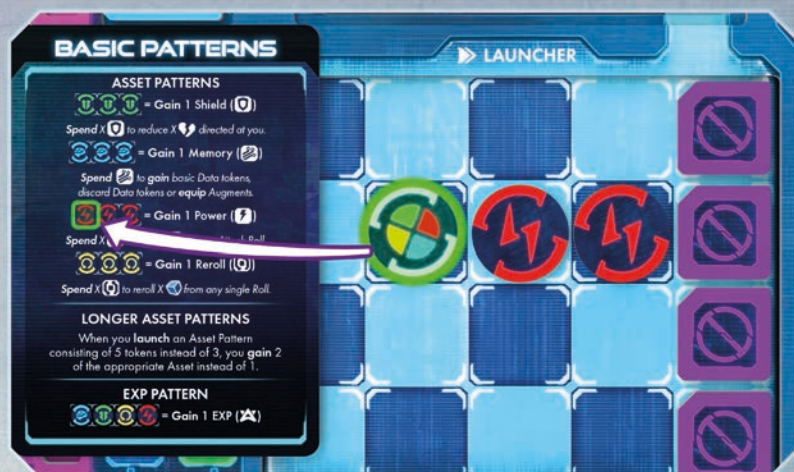 BASIC PATTERNS
ASSET PATTERNS
= Gain 1 Shield ( )
Spend X to reduce X directed at you.
= Gain 1 Memory ( )
Spend to gain basic Data tokens,
discard Data tokens or equip Augments.
= Gain 1 Power ( )
Spend X
= Gain 1 Reroll ( )
Spend X to reroll X from any single Roll.
LONGER ASSET PATTERNS
When you launch an Asset Pattern
consisting of 5 tokens instead of 3, you gain 2
of the appropriate Asset instead of 1.
EXP PATTERN
= Gain 1 EXP ( )
LAUNCHER